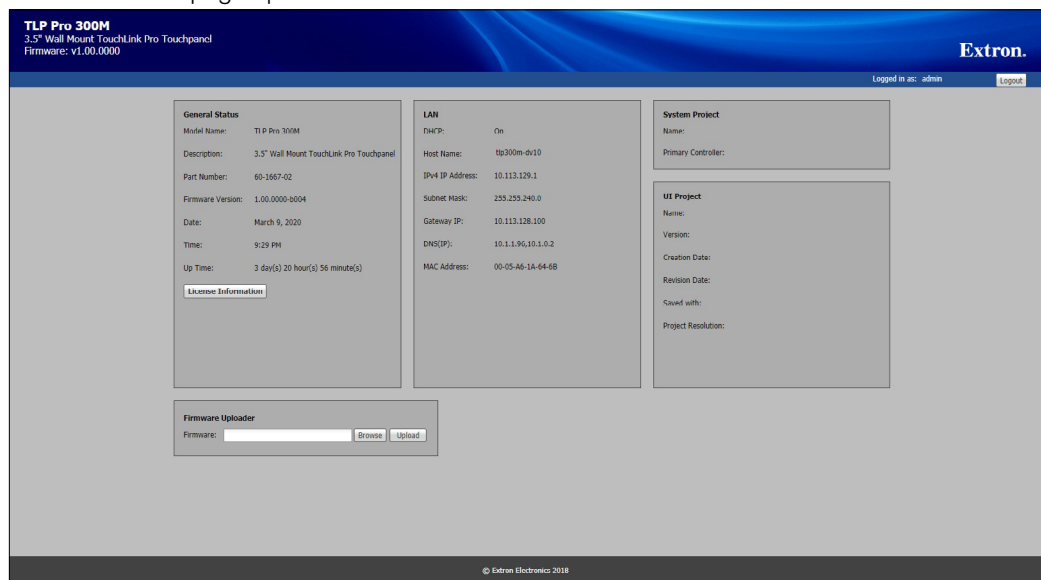 TLP Pro 300M
3.5" Wall Mount TouchLink Pro Touchpanel
Firmware: v1.00.0000
Extron.
Logged in as: admin
Logout
General Status
Model Name: TLP Pro 300M
Description: 3.5" Wall Mount TouchLink Pro Touchpanel
Part Number: 60-1667-02
Firmware Version: 1.00.0000-b004
Date: March 9, 2020
Time: 9:29 PM
Up Time: 3 day(s) 20 hour(s) 56 minute(s)
License Information
LAN
DHCP: On
Host Name: tlp300m-dv10
IPv4 IP Address: 10.113.129.1
Subnet Mask: 255.255.240.0
Gateway IP: 10.113.128.100
DNS(IP): 10.1.1.96,10.1.0.2
MAC Address: 00-05-A6-1A-64-6B
System Project
Name:
Primary Controller:
UI Project
Name:
Version:
Creation Date:
Revision Date:
Saved with:
Project Resolution:
Firmware Uploader
Firmware: Browse Upload
© Extron Electronics 2018